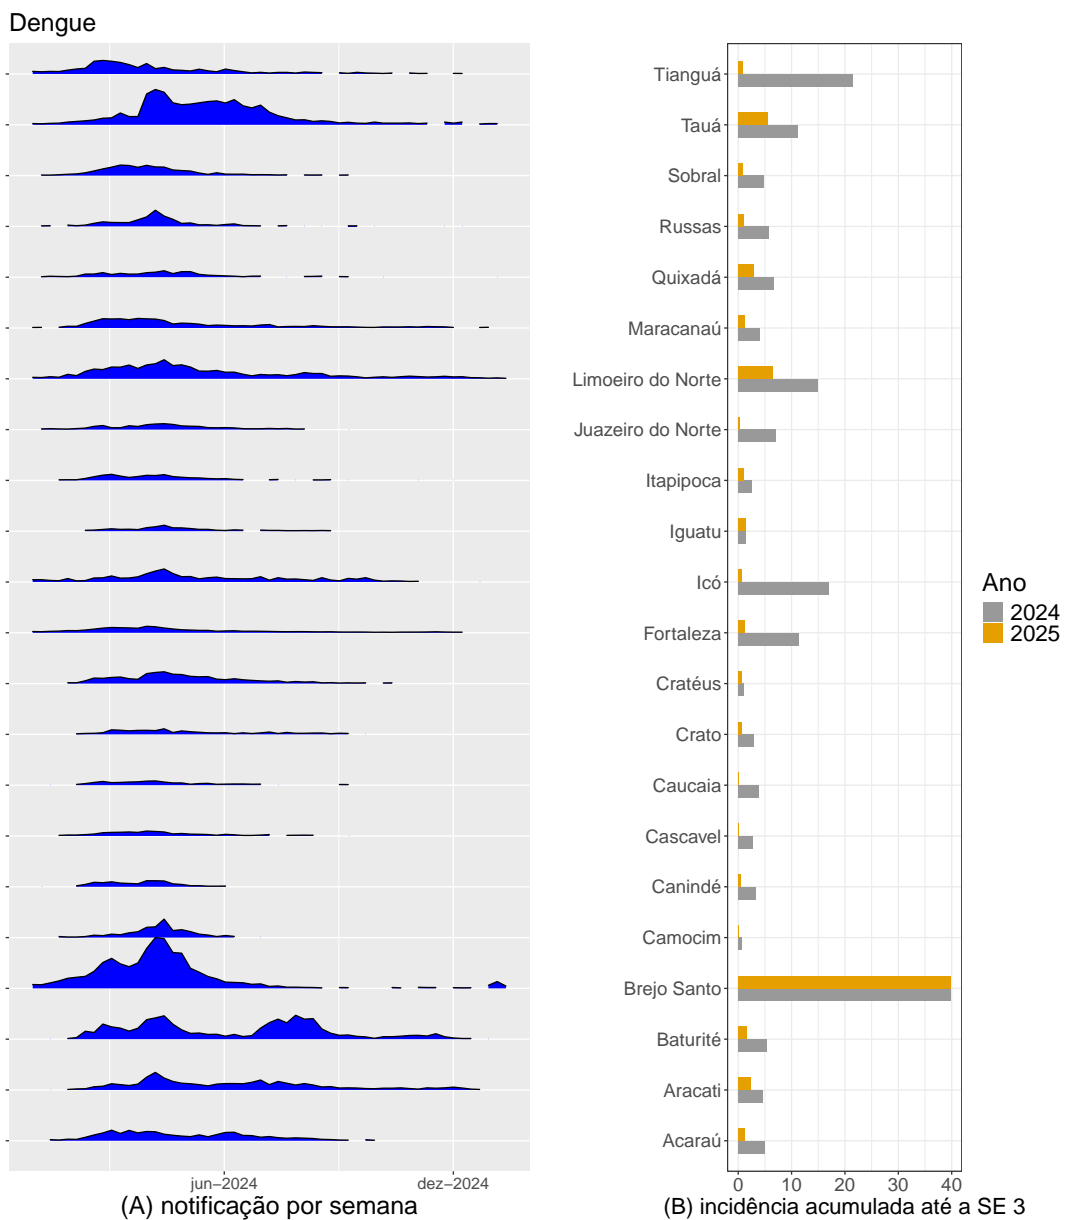 Dengue
Tianguá
Tauá
Sobral
Russas
Quixadá
Maracanaú
Limoeiro do Norte
Juazeiro do Norte
Itapipoca
Iguatu
Icó
Fortaleza
Cratéus
Crato
Caucaia
Cascavel
Canindé
Camocim
Brejo Santo
Baturité
Aracati
Acaraú
Ano
2024
2025
jun–2024 dez–2024
(A) notificação por semana
0 10 20 30 40
(B) incidência acumulada até a SE 3